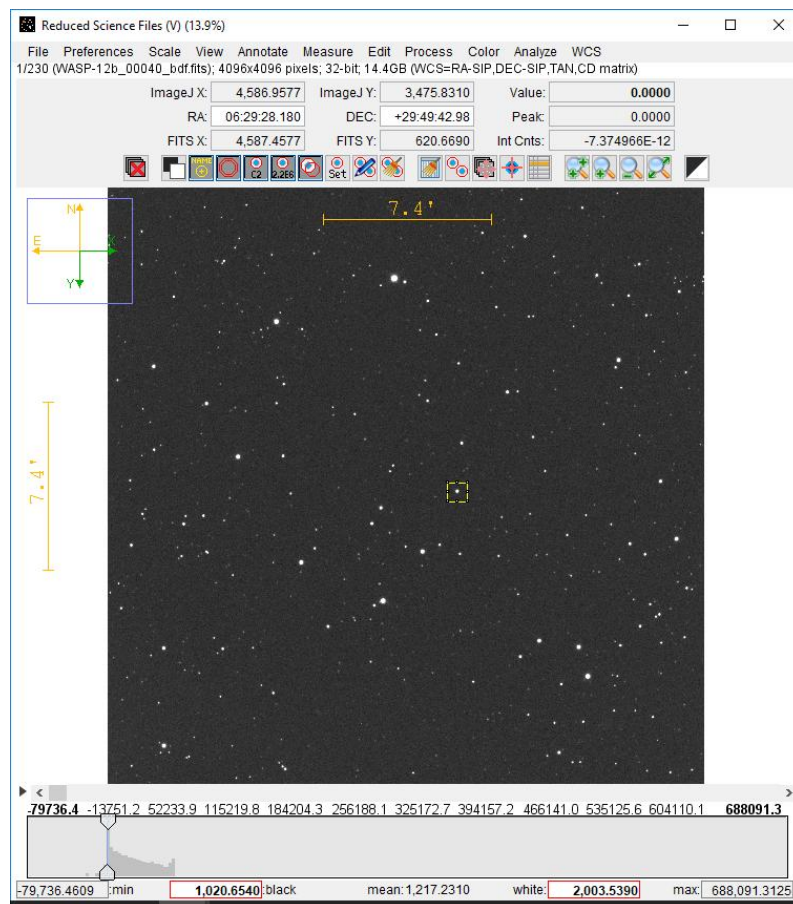 Reduced Science Files (V) (13.9%)
File Preferences Scale View Annotate Measure Edit Process Color Analyze WCS
1/230 (WASP-12b_00040_bdf.fits); 4096x4096 pixels; 32-bit; 14.4GB (WCS=RA-SIP,DEC-SIP,TAN,CD matrix)
ImageJ X: 4,586.9577 ImageJ Y: 3,475.8310 Value: 0.0000
RA: 06:29:28.180 DEC: +29:49:42.98 Peak: 0.0000
FITS X: 4,587.4577 FITS Y: 620.6690 Int Cnts: -7.374966E-12
NAME C2 2.2E6 Set
7.4'
N
E X
Y
7.4'
-79736.4 -13751.2 52233.9 115219.8 184204.3 256188.1 325172.7 394157.2 466141.0 535125.6 604110.1 688091.3
-79,736.4609 :min 1,020.6540 :black mean: 1,217.2310 white: 2,003.5390 max: 688,091.3125